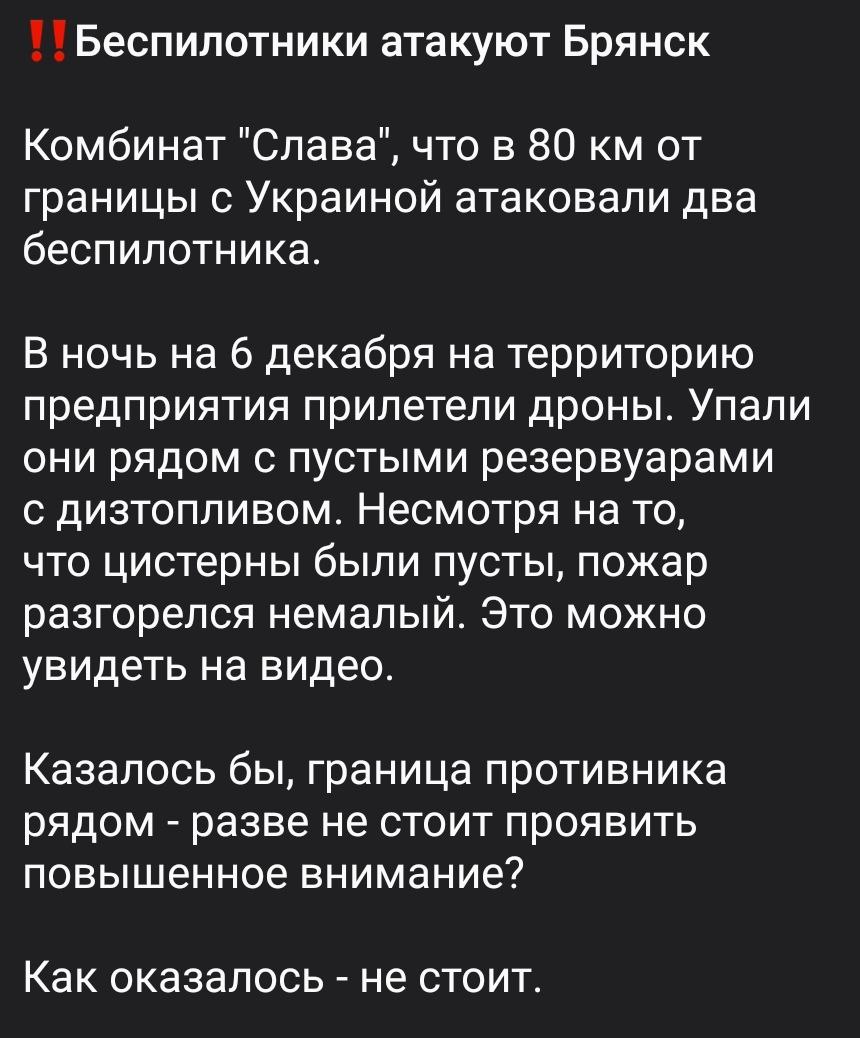 ‼️Беспилотники атакуют Брянск
Комбинат "Слава", что в 80 км от
границы с Украиной атаковали два
беспилотника.
В ночь на 6 декабря на территорию
предприятия прилетели дроны. Упали
они рядом с пустыми резервуарами
с дизтопливом. Несмотря на то,
что цистерны были пусты, пожар
разгорелся немалый. Это можно
увидеть на видео.
Казалось бы, граница противника
рядом - разве не стоит проявить
повышенное внимание?
Как оказалось - не стоит.